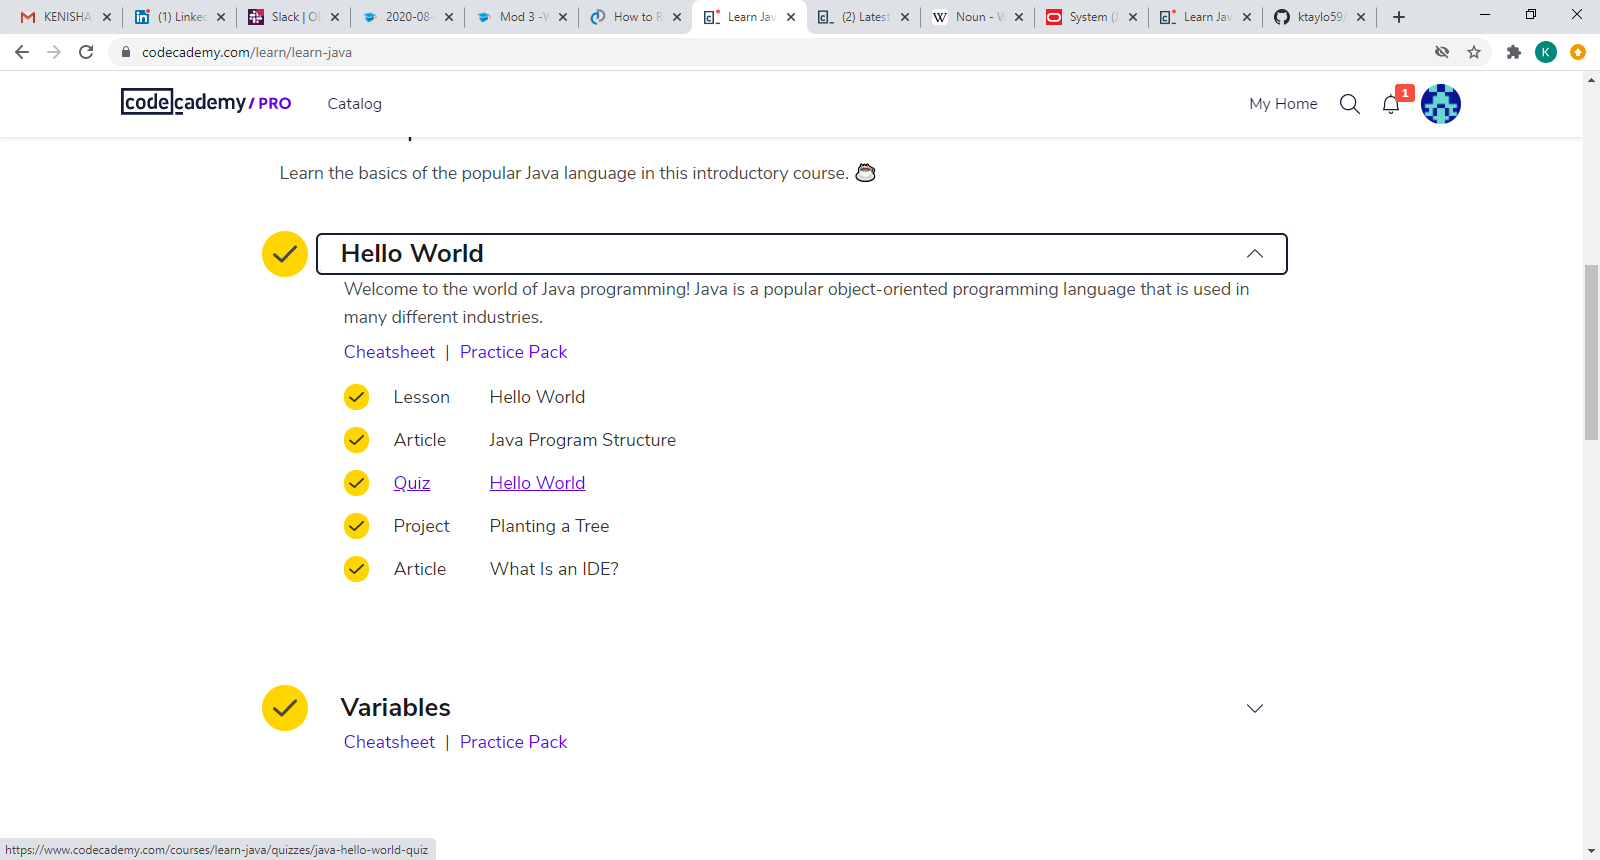 KENISHA
(1) Linked
Slack | Ol
2020-08-
Mod 3 -V
How to R
Learn Jav
(2) Latest
Noun - W
System (J
Learn Jav
ktaylo59/
codecademy.com/learn/learn-java
K
codecademy / PRO
Catalog
My Home
1
Learn the basics of the popular Java language in this introductory course.
Hello World
Welcome to the world of Java programming! Java is a popular object-oriented programming language that is used in
many different industries.
Cheatsheet | Practice Pack
Lesson Hello World
Article Java Program Structure
Quiz Hello World
Project Planting a Tree
Article What Is an IDE?
Variables
Cheatsheet | Practice Pack
https://www.codecademy.com/courses/learn-java/quizzes/java-hello-world-quiz